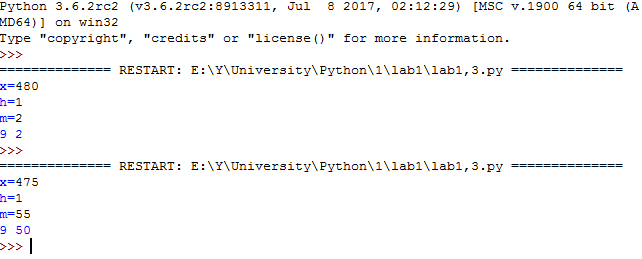 Python 3.6.2rc2 (v3.6.2rc2:8913311, Jul  8 2017, 02:12:29) [MSC v.1900 64 bit (A
MD64)] on win32
Type "copyright", "credits" or "license()" for more information.
>>>
============== RESTART: E:\Y\University\Python\1\lab1\lab1,3.py ==============
x=480
h=1
m=2
9 2
>>>
============== RESTART: E:\Y\University\Python\1\lab1\lab1,3.py ==============
x=475
h=1
m=55
9 50
>>>